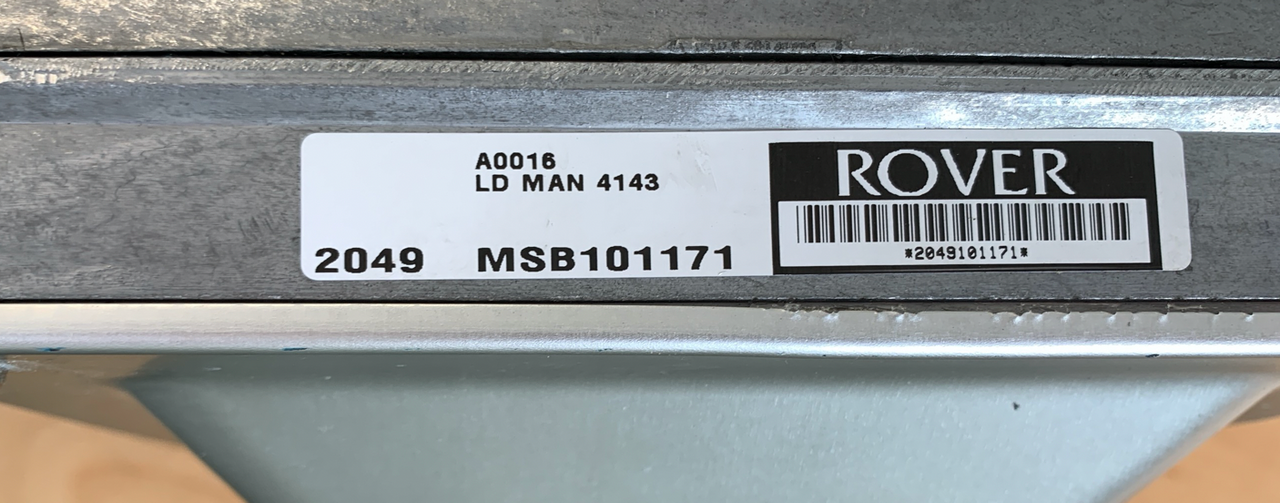 A0016
LD MAN 4143
2049 MSB101171
ROVER
*2049101171*